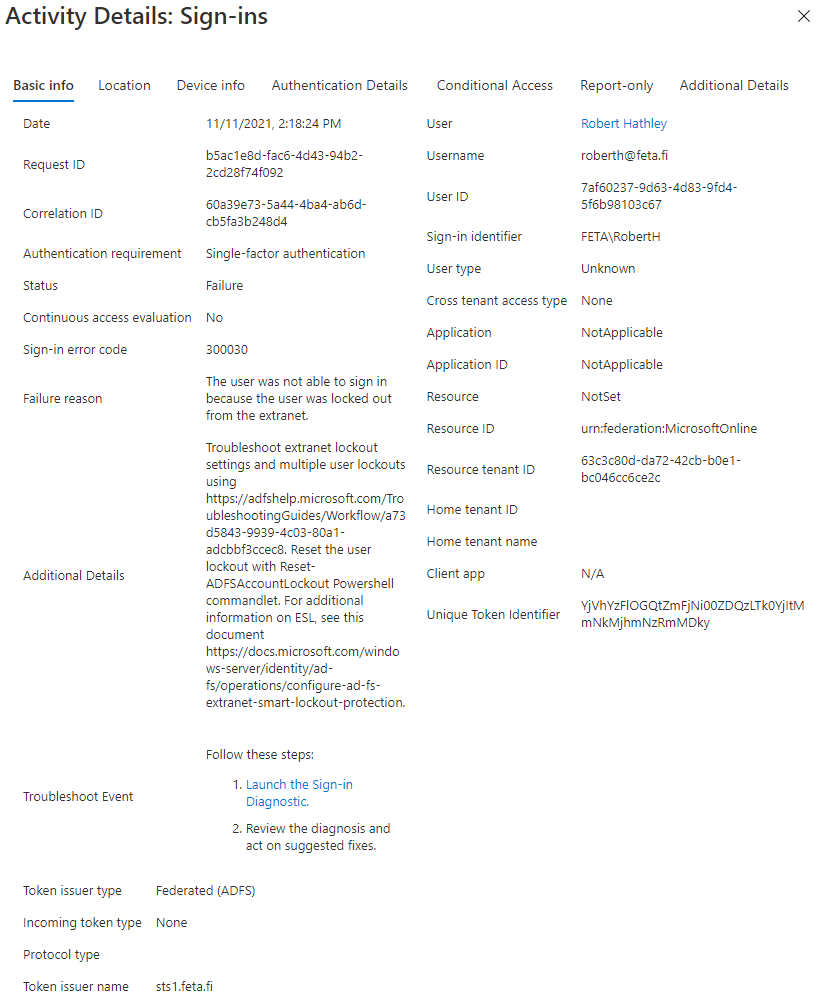 Activity Details: Sign-ins
Basic info
Location
Device info
Authentication Details
Conditional Access
Report-only
Additional Details
Date
11/11/2021, 2:18:24 PM
Request ID
b5ac1e8d-fac6-4d43-94b2-
2cd28f74f092
Correlation ID
60a39e73-5a44-4ba4-ab6d-
cb5fa3b248d4
Authentication requirement
Single-factor authentication
Status
Failure
Continuous access evaluation
No
Sign-in error code
300030
Failure reason
The user was not able to sign in
because the user was locked out
from the extranet.
Additional Details
Troubleshoot extranet lockout
settings and multiple user lockouts
using
https://adfshelp.microsoft.com/Tro
ubleshootingGuides/Workflow/a73
d5843-9939-4c03-80a1-
adcbbf3ccec8. Reset the user
lockout with Reset-
ADFSAccountLockout Powershell
commandlet. For additional
information on ESL, see this
document
https://docs.microsoft.com/windo
ws-server/identity/ad-
fs/operations/configure-ad-fs-
extranet-smart-lockout-protection.
Troubleshoot Event
Follow these steps:
1. Launch the Sign-in
Diagnostic.
2. Review the diagnosis and
act on suggested fixes.
User
Robert Hathley
Username
roberth@feta.fi
User ID
7af60237-9d63-4d83-9fd4-
5f6b98103c67
Sign-in identifier
FETA\RobertH
User type
Unknown
Cross tenant access type
None
Application
NotApplicable
Application ID
NotApplicable
Resource
NotSet
Resource ID
urn:federation:MicrosoftOnline
Resource tenant ID
63c3c80d-da72-42cb-b0e1-
bc046cc6ce2c
Home tenant ID
Home tenant name
Client app
N/A
Unique Token Identifier
YjVhYzFlOGQtZmFjNi00ZDQzLTk0YjItM
mNkMjhmNzRmMDky
Token issuer type
Federated (ADFS)
Incoming token type
None
Protocol type
Token issuer name
sts1.feta.fi